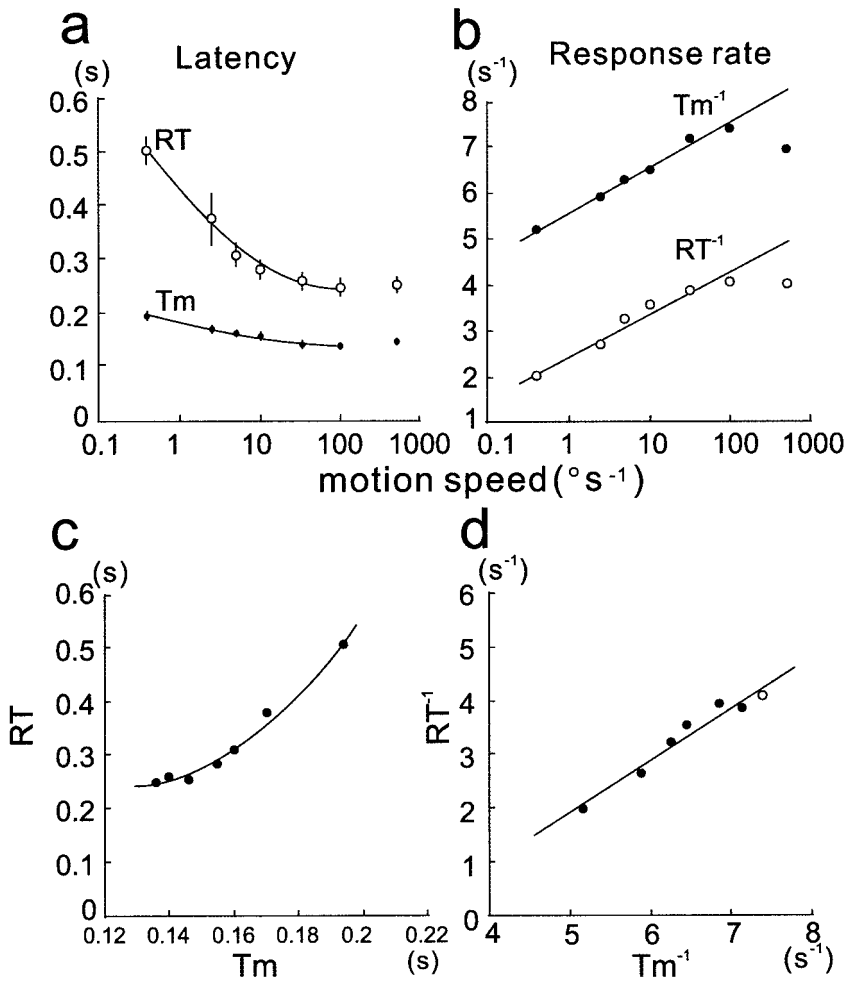 a
Latency
(s)
0.6
0.5
0.4
0.3
0.2
0.1
0
RT
Tm
0.1 1 10 100 1000
b
Response rate
(s-1)
8
7
6
5
4
3
2
1
Tm-1
RT-1
0.1 1 10 100 1000
motion speed (° s-1)
c
(s)
0.6
0.5
0.4
0.3
0.2
0.1
0
RT
0.12 0.14 0.16 0.18 0.2 0.22
Tm (s)
d
(s-1)
6
5
4
3
2
1
0
RT-1
4 5 6 7 8
Tm-1 (s-1)